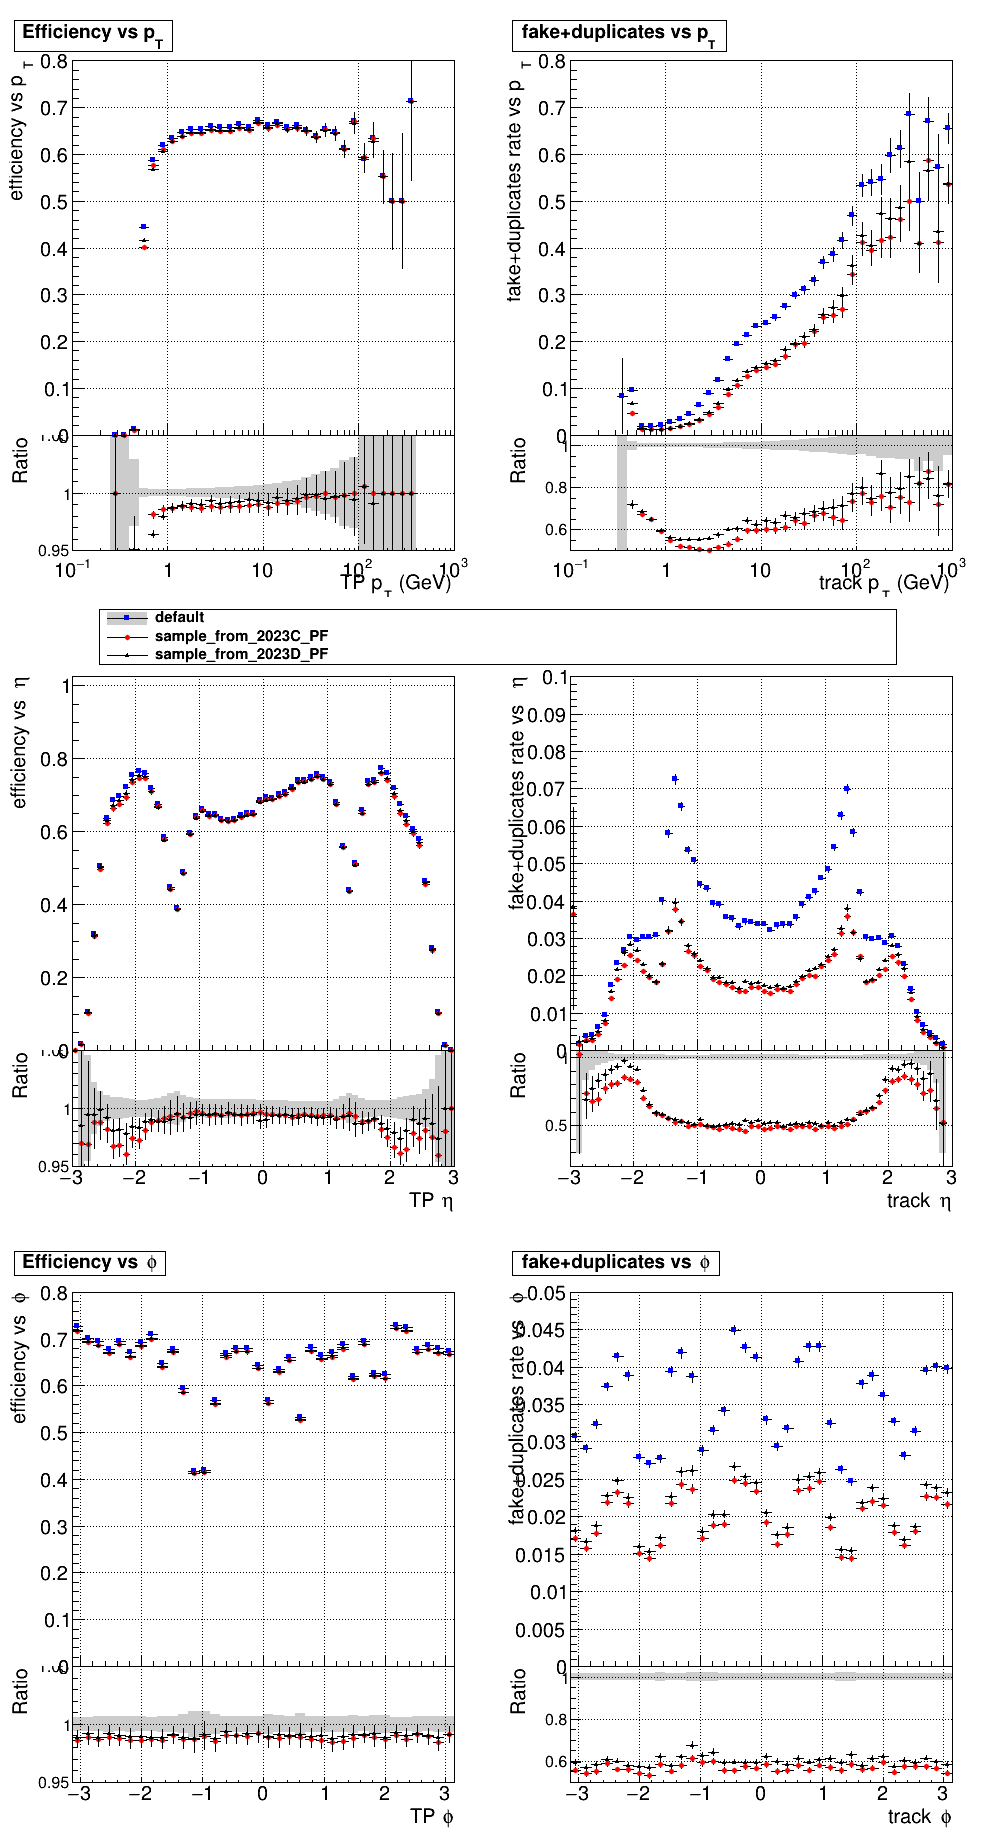 Efficiency vs p_T
fake+duplicates vs p_T
efficiency vs p_T
0.8
0.7
0.6
0.5
0.4
0.3
0.2
0.1
0
Ratio
1
0.95
10⁻¹ 1 10 10² 10³
TP p_T (GeV)
fake+duplicates rate vs p_T
0.8
0.7
0.6
0.5
0.4
0.3
0.2
0.1
0
Ratio
1
0.8
0.6
10⁻¹ 1 10 10² 10³
track p_T (GeV)
default
sample_from_2023C_PF
sample_from_2023D_PF
efficiency vs η
1
0.8
0.6
0.4
0.2
0
Ratio
1
0.95
−3 −2 −1 0 1 2 3
TP η
fake+duplicates rate vs η
0.1
0.09
0.08
0.07
0.06
0.05
0.04
0.03
0.02
0.01
0
Ratio
1
0.5
−3 −2 −1 0 1 2 3
track η
Efficiency vs ϕ
fake+duplicates vs ϕ
efficiency vs ϕ
0.8
0.7
0.6
0.5
0.4
0.3
0.2
0.1
0
Ratio
1
0.95
−3 −2 −1 0 1 2 3
TP ϕ
fake+duplicates rate vs ϕ
0.05
0.045
0.04
0.035
0.03
0.025
0.02
0.015
0.01
0.005
0
Ratio
1
0.8
0.6
−3 −2 −1 0 1 2 3
track ϕ